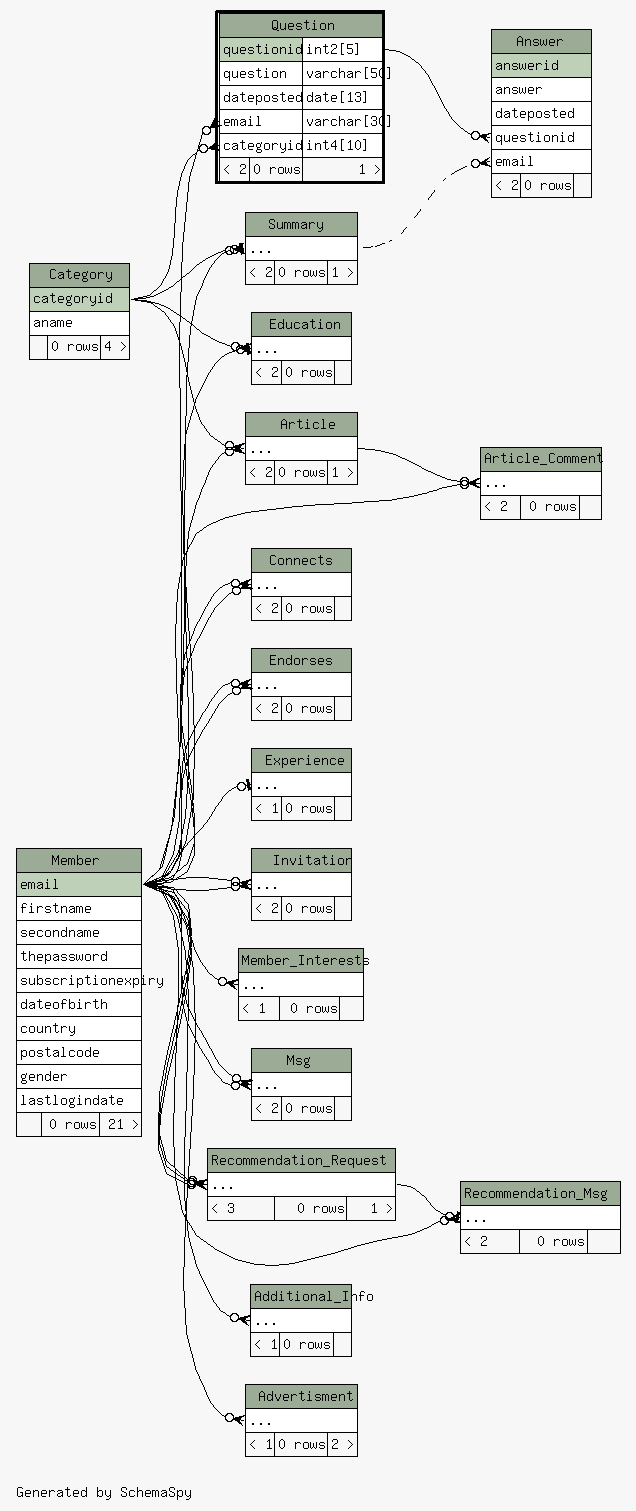 Question
questionid int2[5]
question varchar[50]
dateposted date[13]
email varchar[30]
categoryid int4[10]
< 2 0 rows 1 >
Answer
answerid
answer
dateposted
questionid
email
< 2 0 rows
Summary
...
< 2 0 rows 1 >
Category
categoryid
aname
0 rows 4 >
Education
...
< 2 0 rows
Article
...
< 2 0 rows 1 >
Article_Comment
...
< 2 0 rows
Connects
...
< 2 0 rows
Endorses
...
< 2 0 rows
Experience
...
< 1 0 rows
Member
email
firstname
secondname
thepassword
subscriptionexpiry
dateofbirth
country
postalcode
gender
lastlogindate
0 rows 21 >
Invitation
...
< 2 0 rows
Member_Interests
...
< 1 0 rows
Msg
...
< 2 0 rows
Recommendation_Request
...
< 3 0 rows 1 >
Recommendation_Msg
...
< 2 0 rows
Additional_Info
...
< 1 0 rows
Advertisment
...
< 1 0 rows 2 >
Generated by SchemaSpy